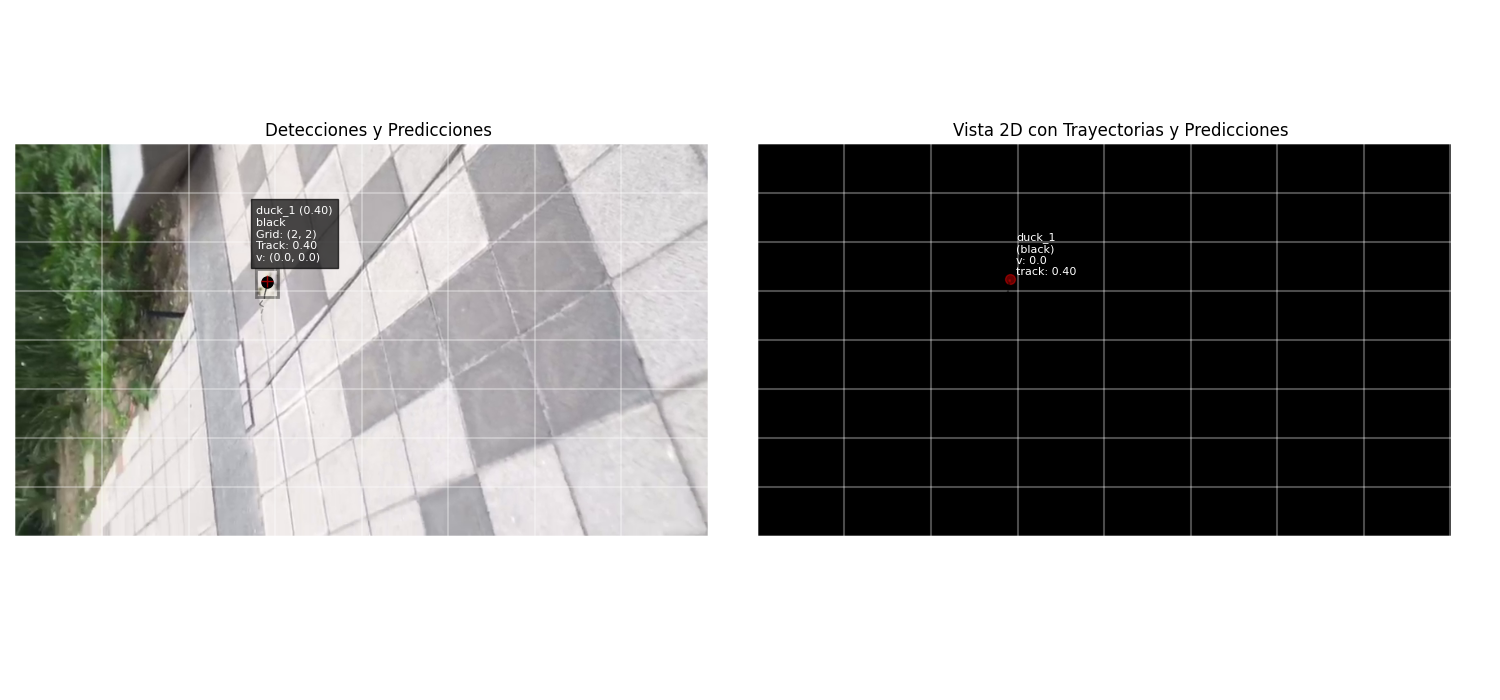 Detecciones y Predicciones
duck_1 (0.40)
black
Grid: (2, 2)
Track: 0.40
v: (0.0, 0.0)
Vista 2D con Trayectorias y Predicciones
duck_1
(black)
v: 0.0
track: 0.40